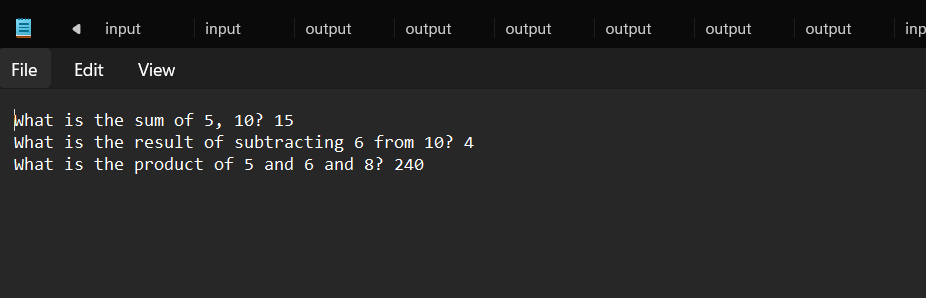 input input output output output output output output inp
File Edit View
What is the sum of 5, 10? 15
What is the result of subtracting 6 from 10? 4
What is the product of 5 and 6 and 8? 240